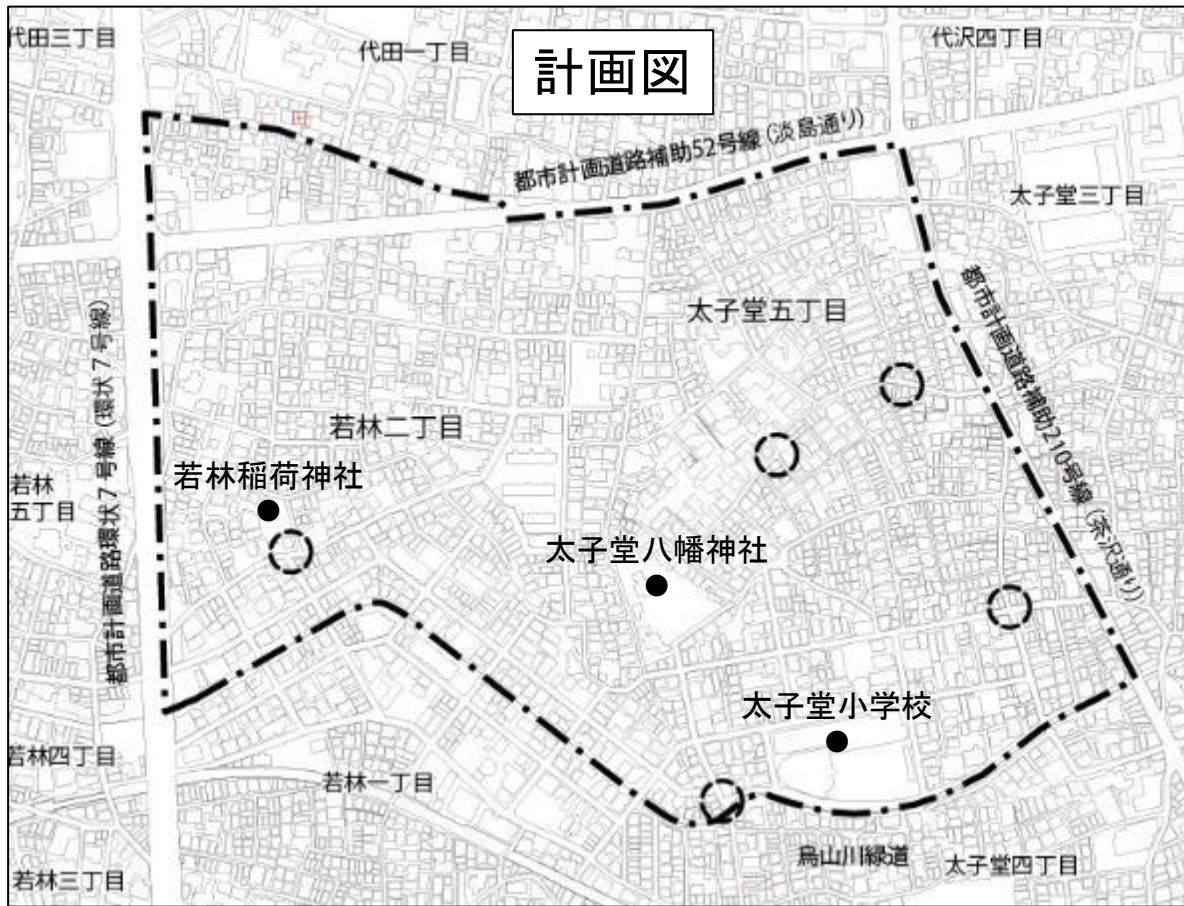 代田三丁目
代田一丁目
計画図
代沢四丁目
都市計画道路補助52号線（淡島通り）
太子堂三丁目
太子堂五丁目
都市計画道路補助210号線（茶沢通り）
都市計画道路環状7号線（環状7号線）
若林二丁目
若林稲荷神社
若林
五丁目
太子堂八幡神社
太子堂小学校
若林四丁目
若林一丁目
烏山川緑道
太子堂四丁目
若林三丁目